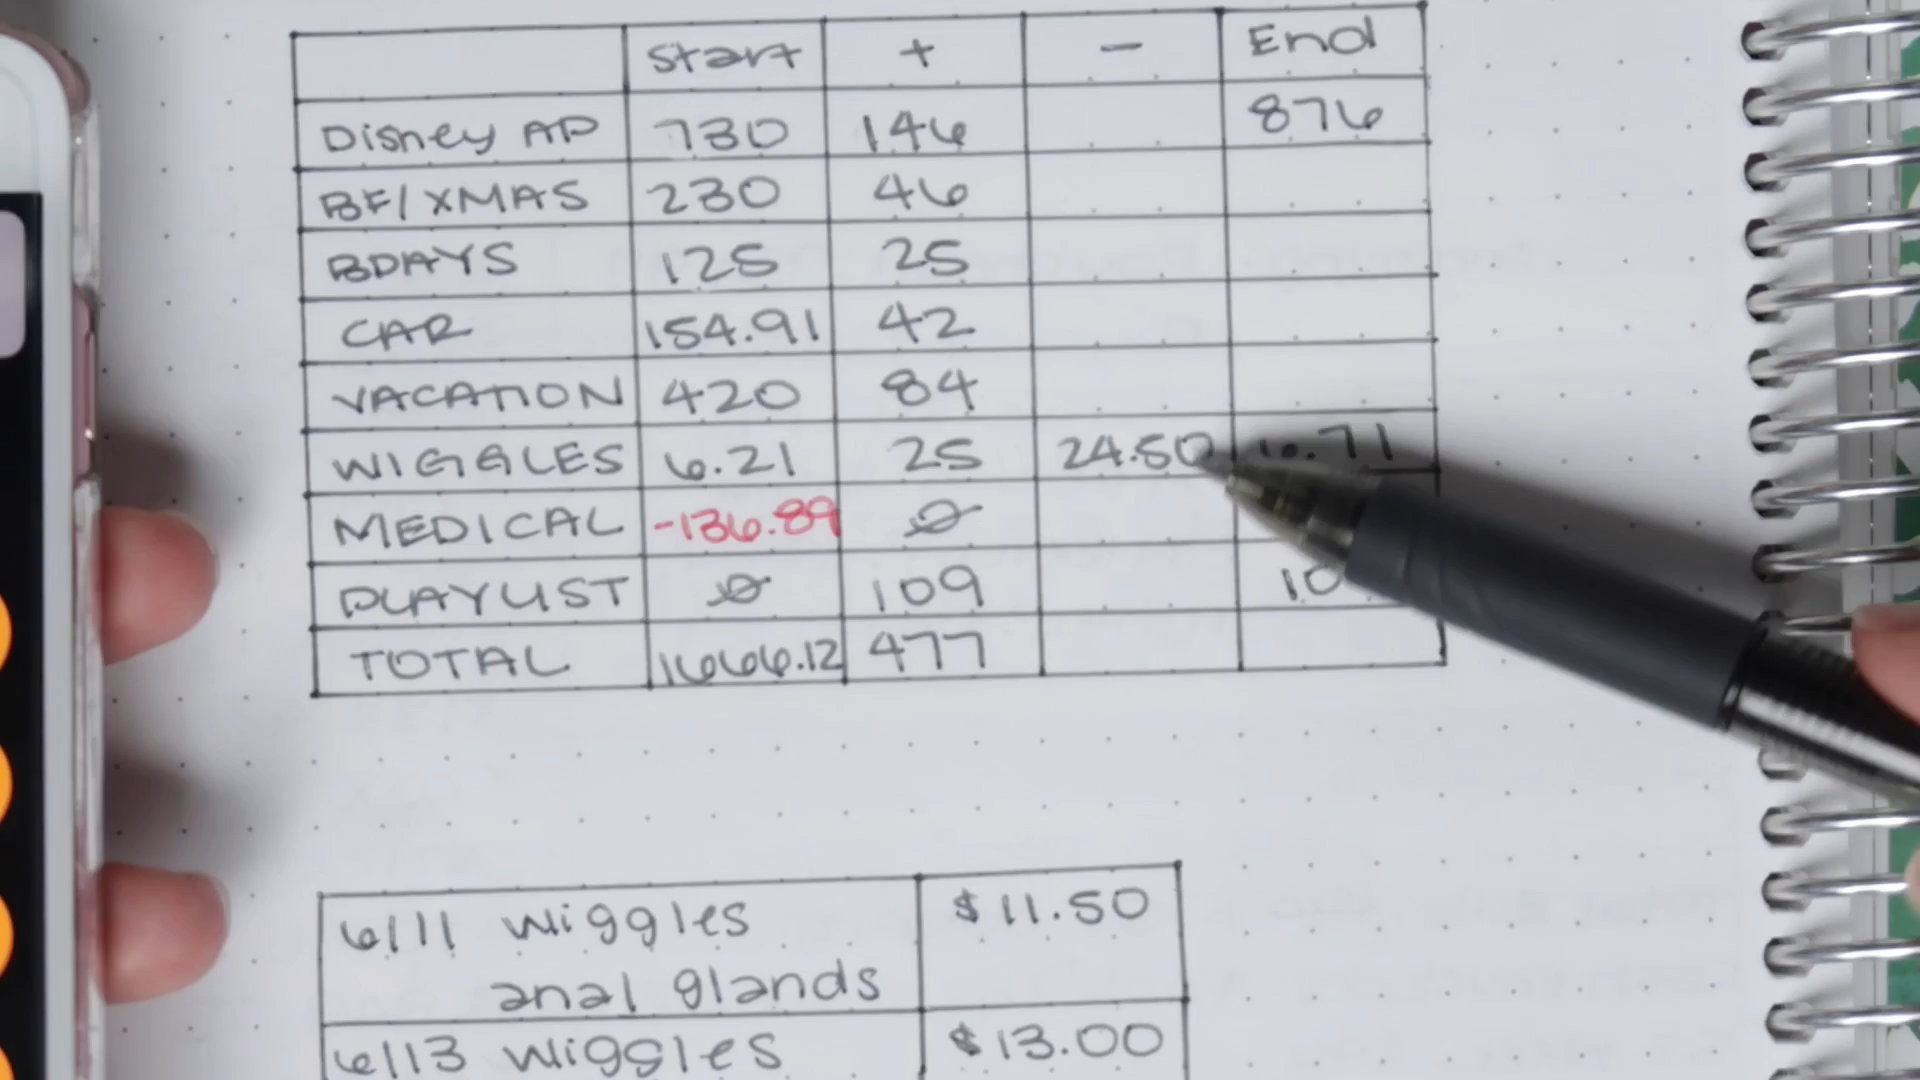 Start + − End
Disney AP 730 146 876
BF/XMAS 230 46
BDAYS 125 25
CAR 154.91 42
VACATION 420 84
WIGGLES 6.21 25 24.50 6.71
MEDICAL -136.89 Ø
PLAYLIST Ø 109
TOTAL 1666.12 477
6/11 wiggles $11.50
anal glands
6/13 wiggles $13.00